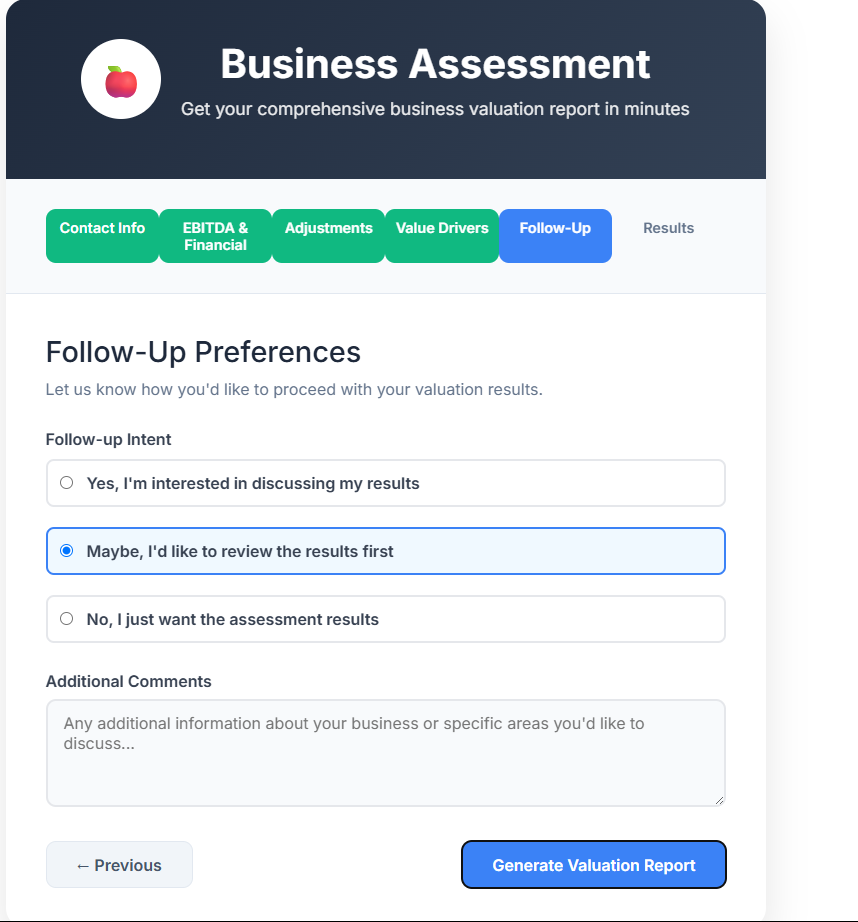 Business Assessment
Get your comprehensive business valuation report in minutes
Contact Info
EBITDA &
Financial
Adjustments
Value Drivers
Follow-Up
Results
Follow-Up Preferences
Let us know how you'd like to proceed with your valuation results.
Follow-up Intent
Yes, I'm interested in discussing my results
Maybe, I'd like to review the results first
No, I just want the assessment results
Additional Comments
Any additional information about your business or specific areas you'd like to
discuss...
← Previous
Generate Valuation Report